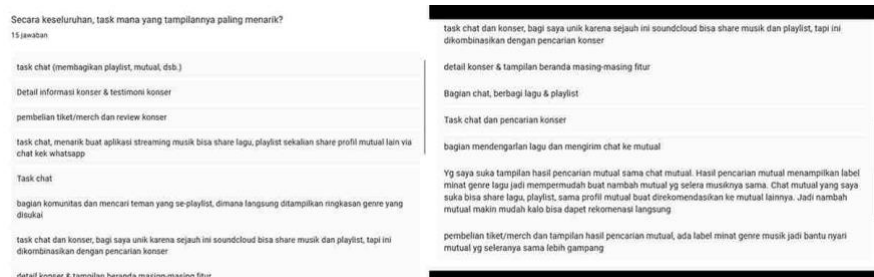 Secara keseluruhan, task mana yang tampilannya paling menarik?
15 jawaban
task chat (membagikan playlist, mutual, dsb.)
Detail informasi konser & testimoni konser
pembelian tiket/merch dan review konser
task chat, menarik buat aplikasi streaming musik bisa share lagu, playlist sekalian share profil mutual lain via
chat kek whatsapp
Task chat
bagian komunitas dan mencari teman yang se-playlist, dimana langsung ditampilkan ringkasan genre yang
disukai
task chat dan konser, bagi saya unik karena sejauh ini soundcloud bisa share musik dan playlist, tapi ini
dikombinasikan dengan pencarian konser
detail konser & tampilan beranda masing-masing fitur
task chat dan konser, bagi saya unik karena sejauh ini soundcloud bisa share musik dan playlist, tapi ini
dikombinasikan dengan pencarian konser
detail konser & tampilan beranda masing-masing fitur
Bagian chat, berbagi lagu & playlist
Task chat dan pencarian konser
bagian mendengarlan lagu dan mengirim chat ke mutual
Yg saya suka tampilan hasil pencarian mutual sama chat mutual. Hasil pencarian mutual menampilkan label
minat genre lagu jadi mempermudah buat nambah mutual yg selera musiknya sama. Chat mutual yang saya
suka bisa share lagu, playlist, sama profil mutual buat direkomendasikan ke mutual lainnya. Jadi nambah
mutual makin mudah kalo bisa dapet rekomenasi langsung
pembelian tiket/merch dan tampilan hasil pencarian mutual, ada label minat genre musik jadi bantu nyari
mutual yg seleranya sama lebih gampang